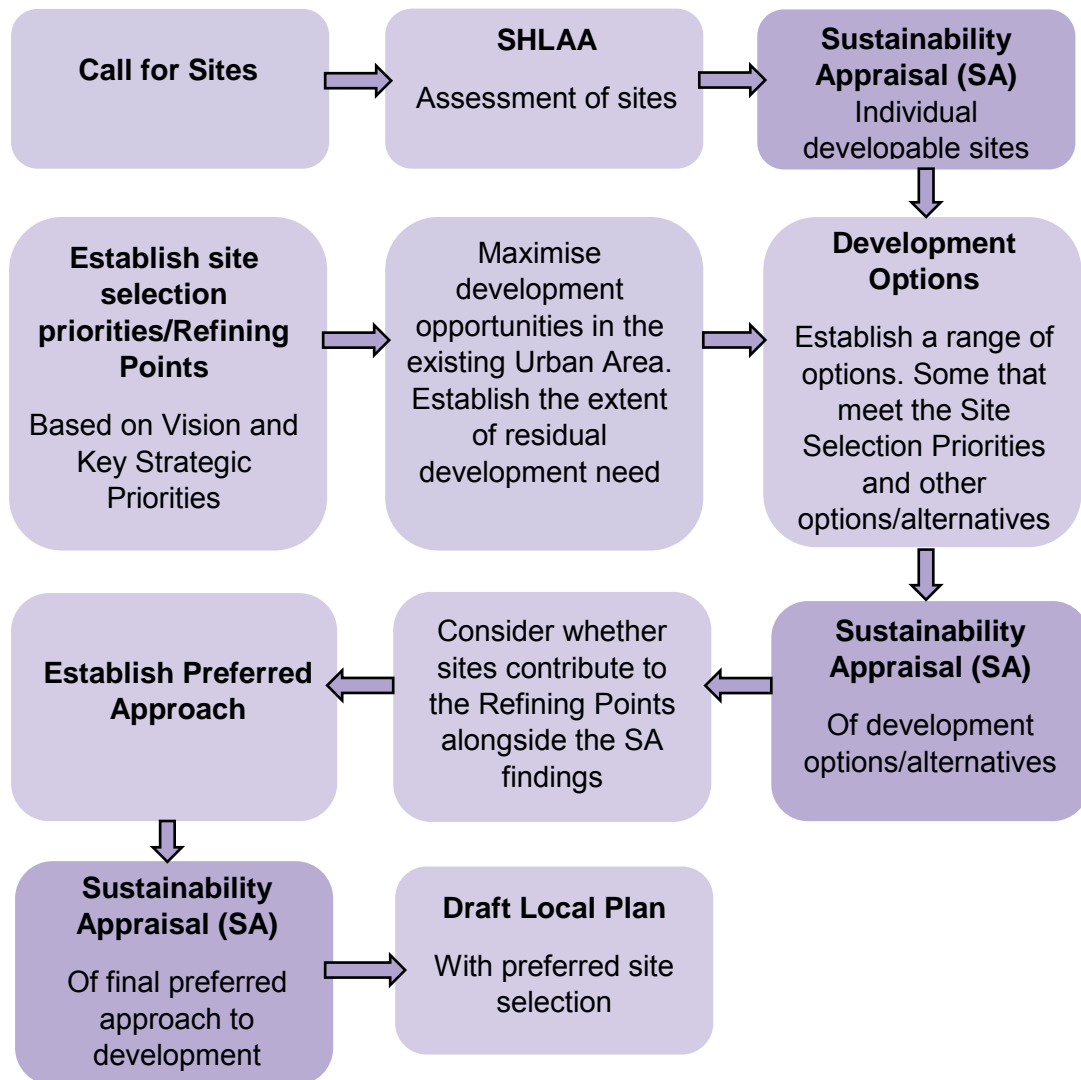 Call for Sites
SHLAA
Assessment of sites
Sustainability
Appraisal (SA)
Individual
developable sites
Establish site
selection
priorities/Refining
Points
Based on Vision and
Key Strategic
Priorities
Maximise
development
opportunities in the
existing Urban Area.
Establish the extent
of residual
development need
Development
Options
Establish a range of
options. Some that
meet the Site
Selection Priorities
and other
options/alternatives
Establish Preferred
Approach
Consider whether
sites contribute to
the Refining Points
alongside the SA
findings
Sustainability
Appraisal (SA)
Of development
options/alternatives
Sustainability
Appraisal (SA)
Of final preferred
approach to
development
Draft Local Plan
With preferred site
selection